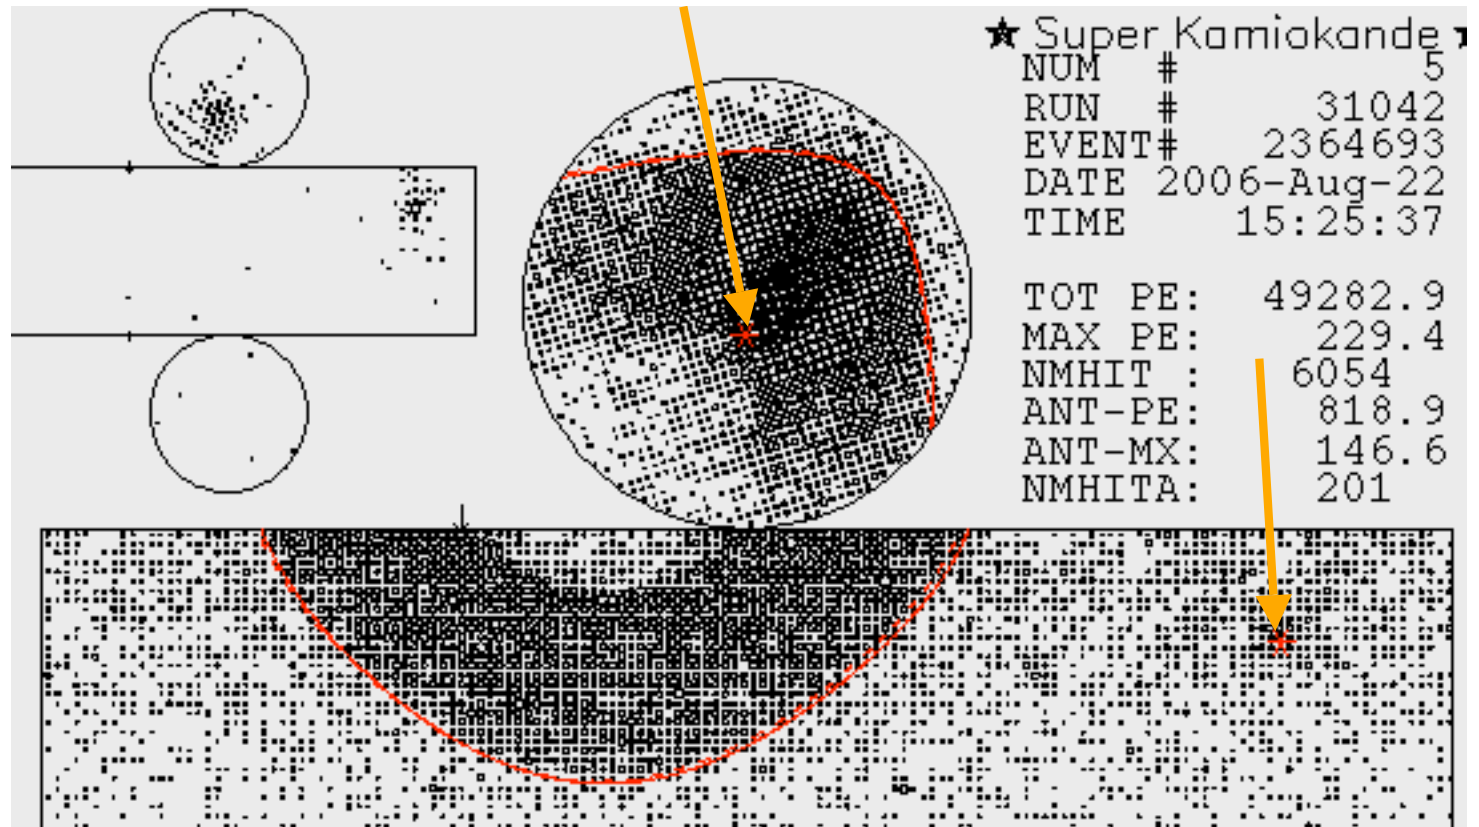 ★ Super Kamiokande ★
NUM # 5
RUN # 31042
EVENT# 2364693
DATE 2006-Aug-22
TIME 15:25:37
TOT PE: 49282.9
MAX PE: 229.4
NMHIT : 6054
ANT-PE: 818.9
ANT-MX: 146.6
NMHITA: 201